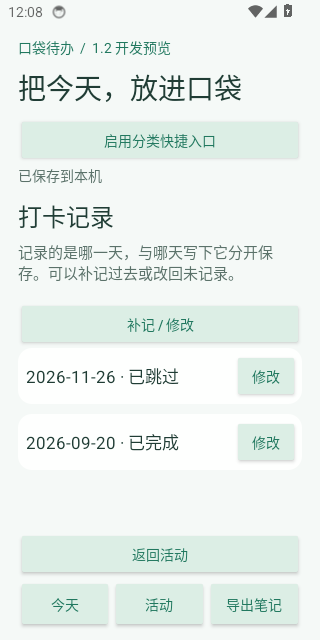 12:08
口袋待办 / 1.2 开发预览
把今天，放进口袋
启用分类快捷入口
已保存到本机
打卡记录
记录的是哪一天，与哪天写下它分开保
存。可以补记过去或改回未记录。
补记 / 修改
2026-11-26 · 已跳过
修改
2026-09-20 · 已完成
修改
返回活动
今天
活动
导出笔记